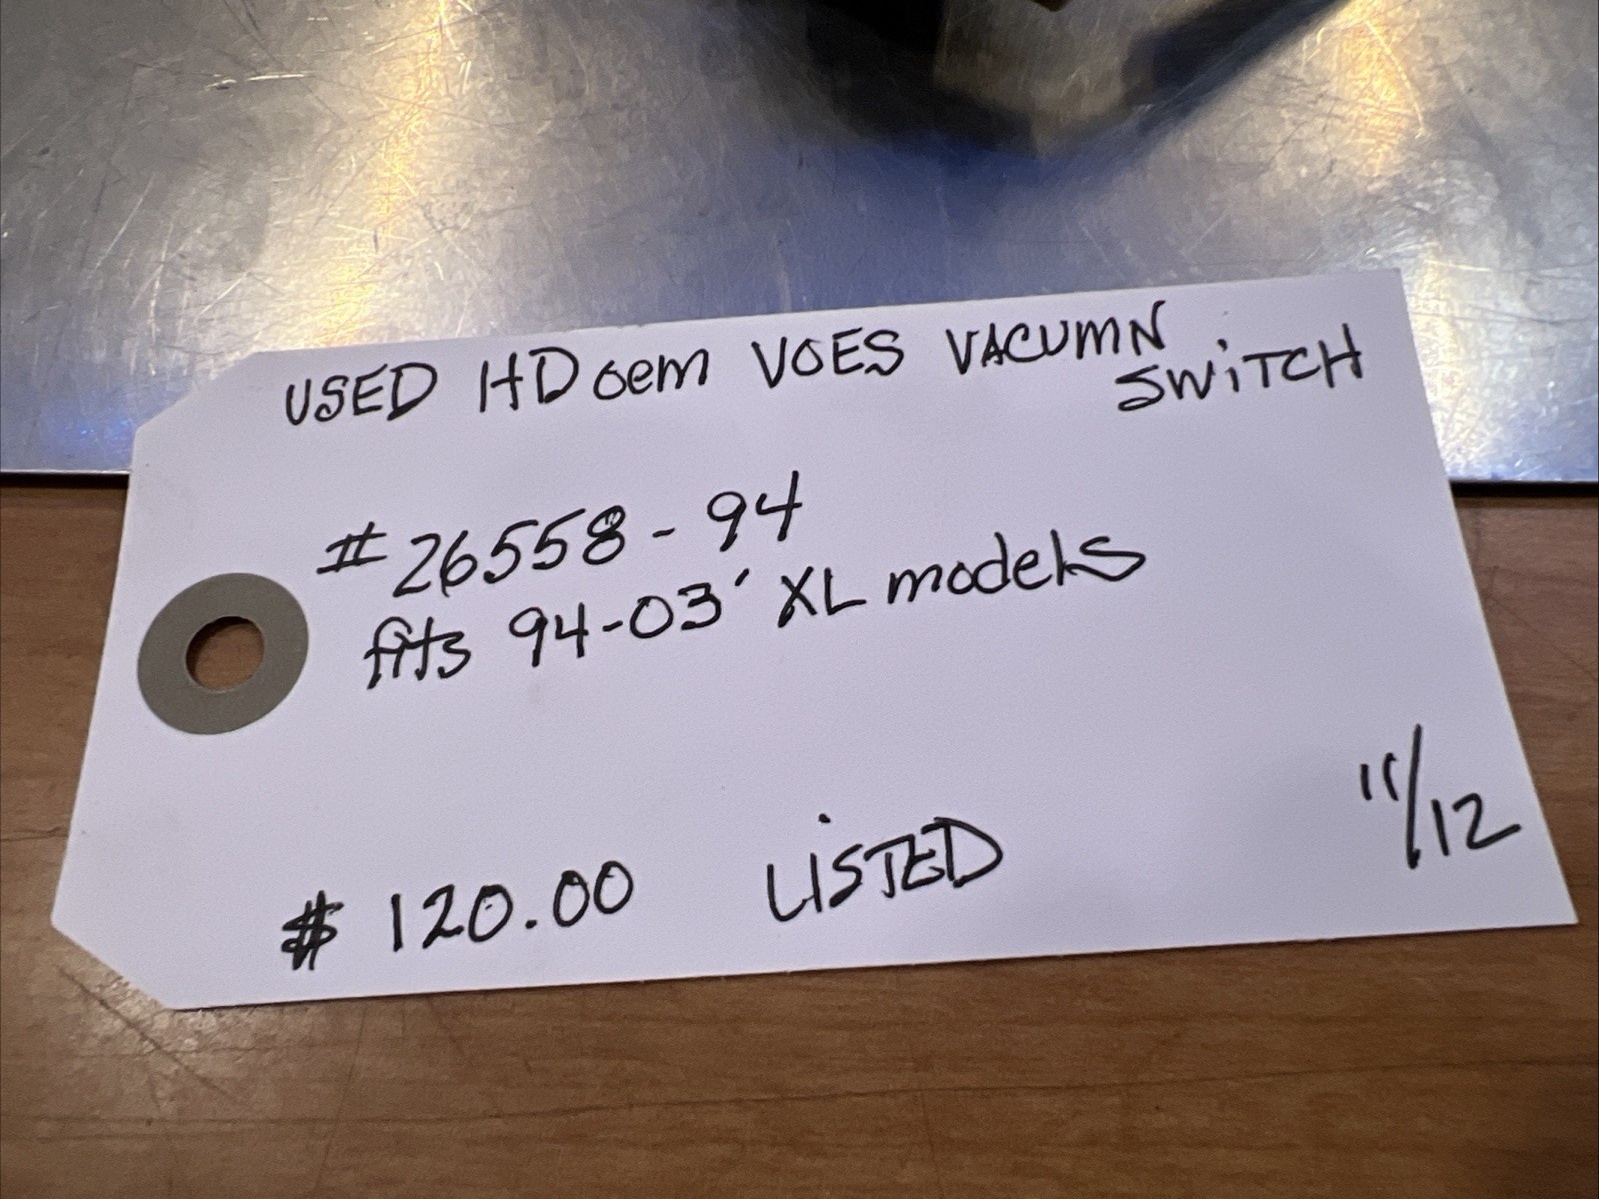 USED HD oem VOES VACUMN
SWiTCH
#26558-94
fits 94-03' XL models
11/12
$ 120.00 LiSTED